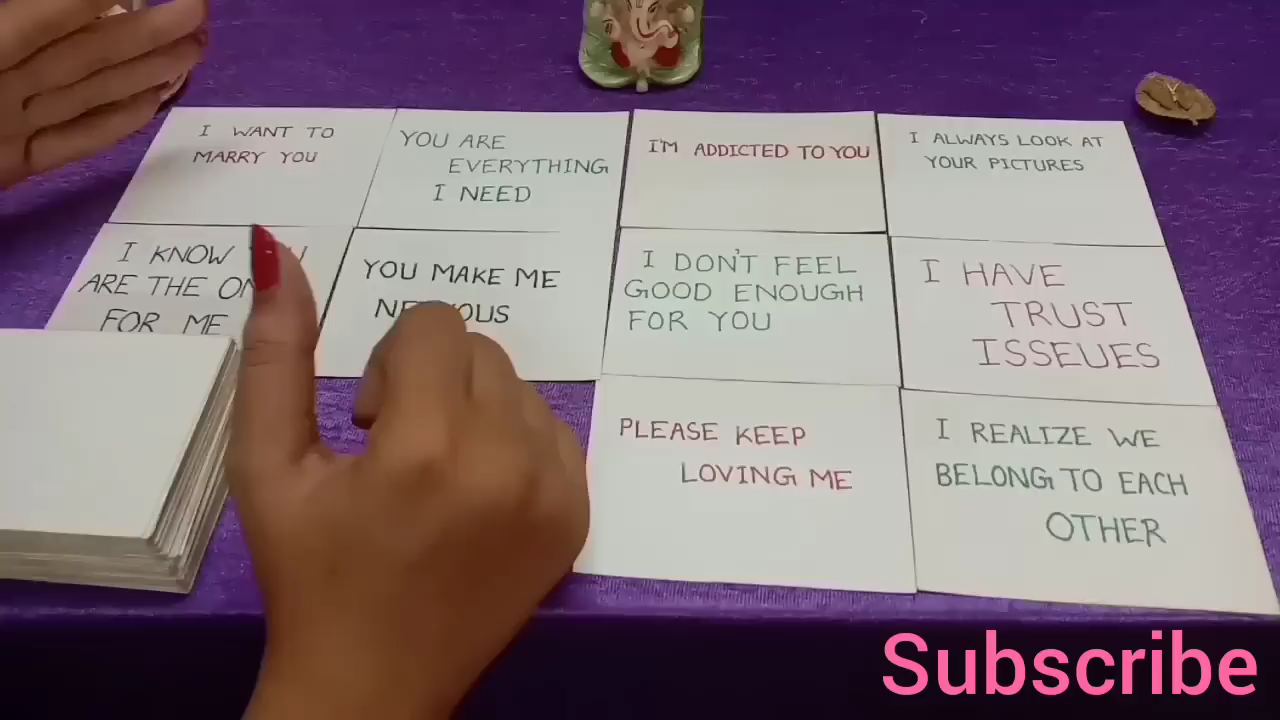 I WANT TO
MARRY YOU
YOU ARE
EVERYTHING
I NEED
I'M ADDICTED TO YOU
I ALWAYS LOOK AT
YOUR PICTURES
I KNOW
ARE THE
FOR ME
YOU MAKE ME
I DON'T FEEL
GOOD ENOUGH
FOR YOU
I HAVE
TRUST
ISSEUES
PLEASE KEEP
LOVING ME
I REALIZE WE
BELONG TO EACH
OTHER
Subscribe